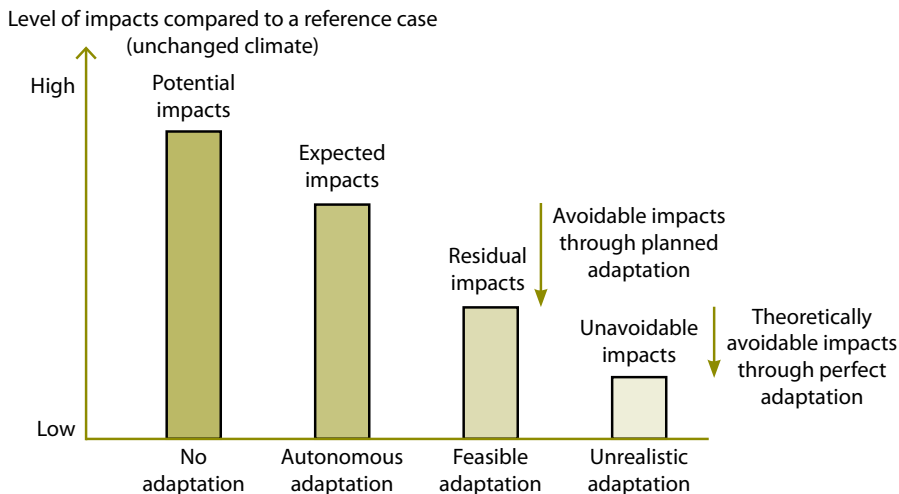 Level of impacts compared to a reference case
(unchanged climate)
High
Potential
impacts
Expected
impacts
Residual
impacts
Avoidable impacts
through planned
adaptation
Unavoidable
impacts
Theoretically
avoidable impacts
through perfect
adaptation
Low
No
adaptation
Autonomous
adaptation
Feasible
adaptation
Unrealistic
adaptation